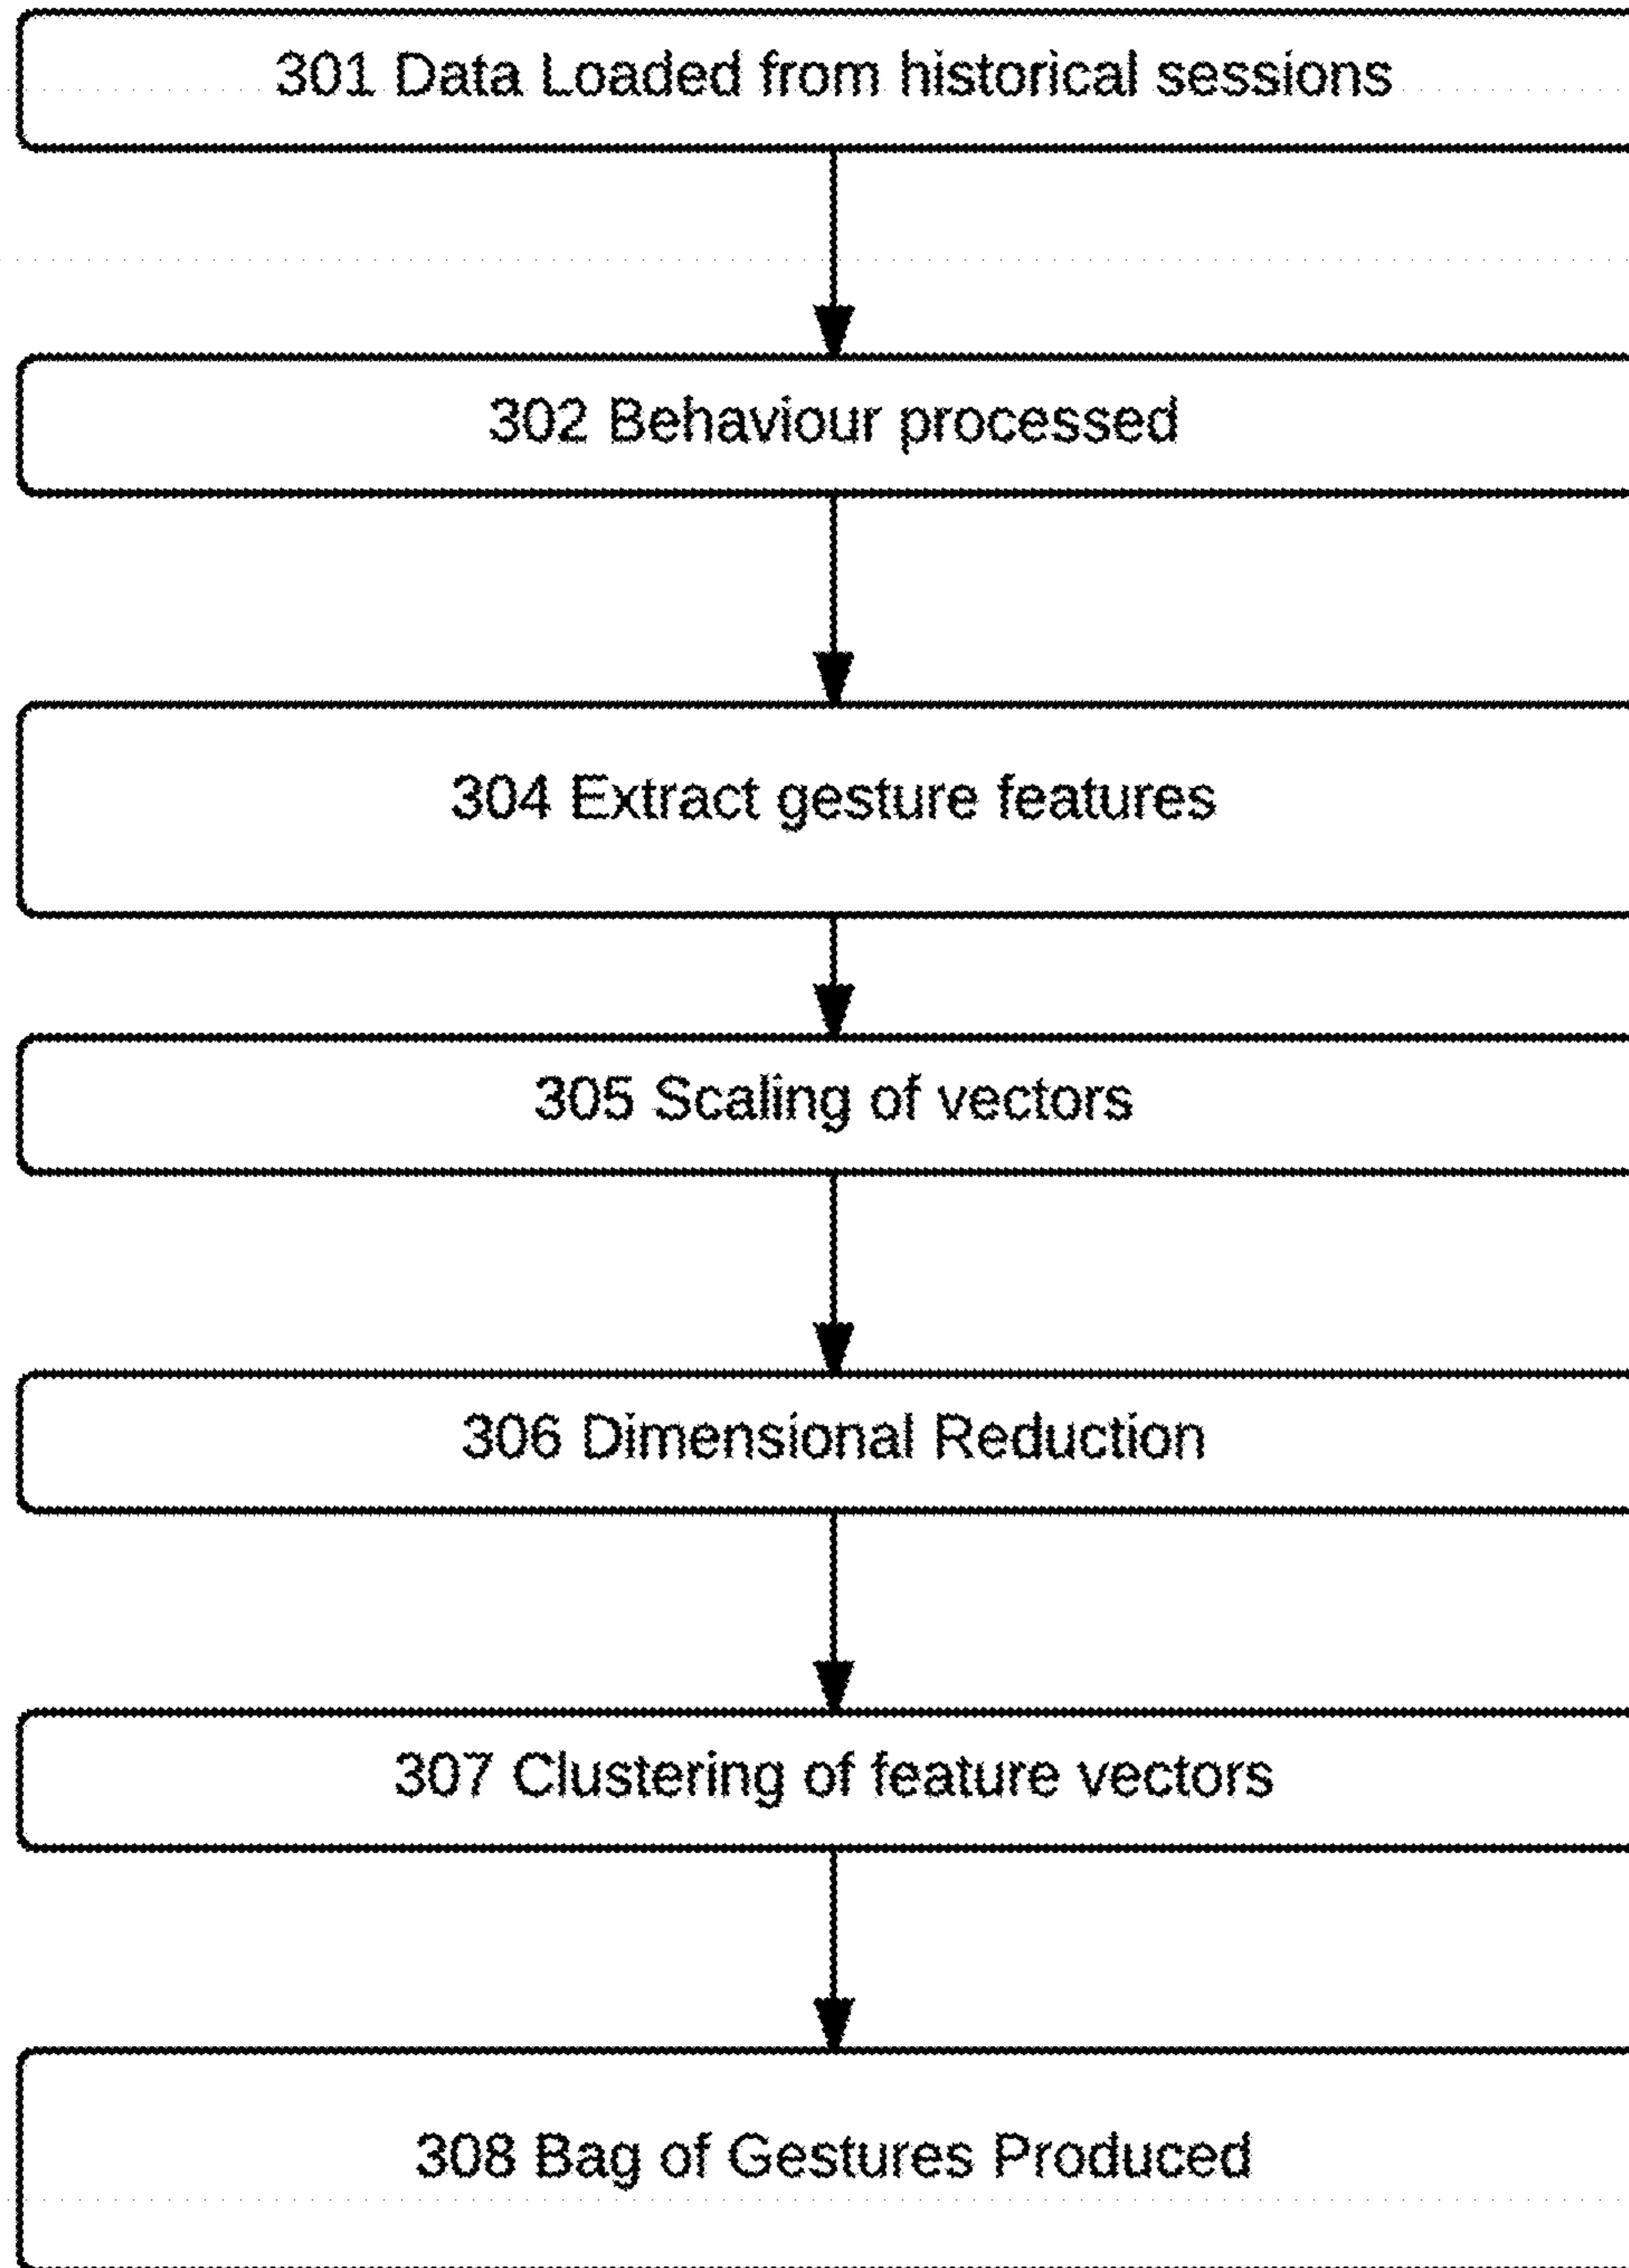 301 Data Loaded from historical sessions
302 Behaviour processed
304 Extract gesture features
305 Scaling of vectors
306 Dimensional Reduction
307 Clustering of feature vectors
308 Bag of Gestures Produced